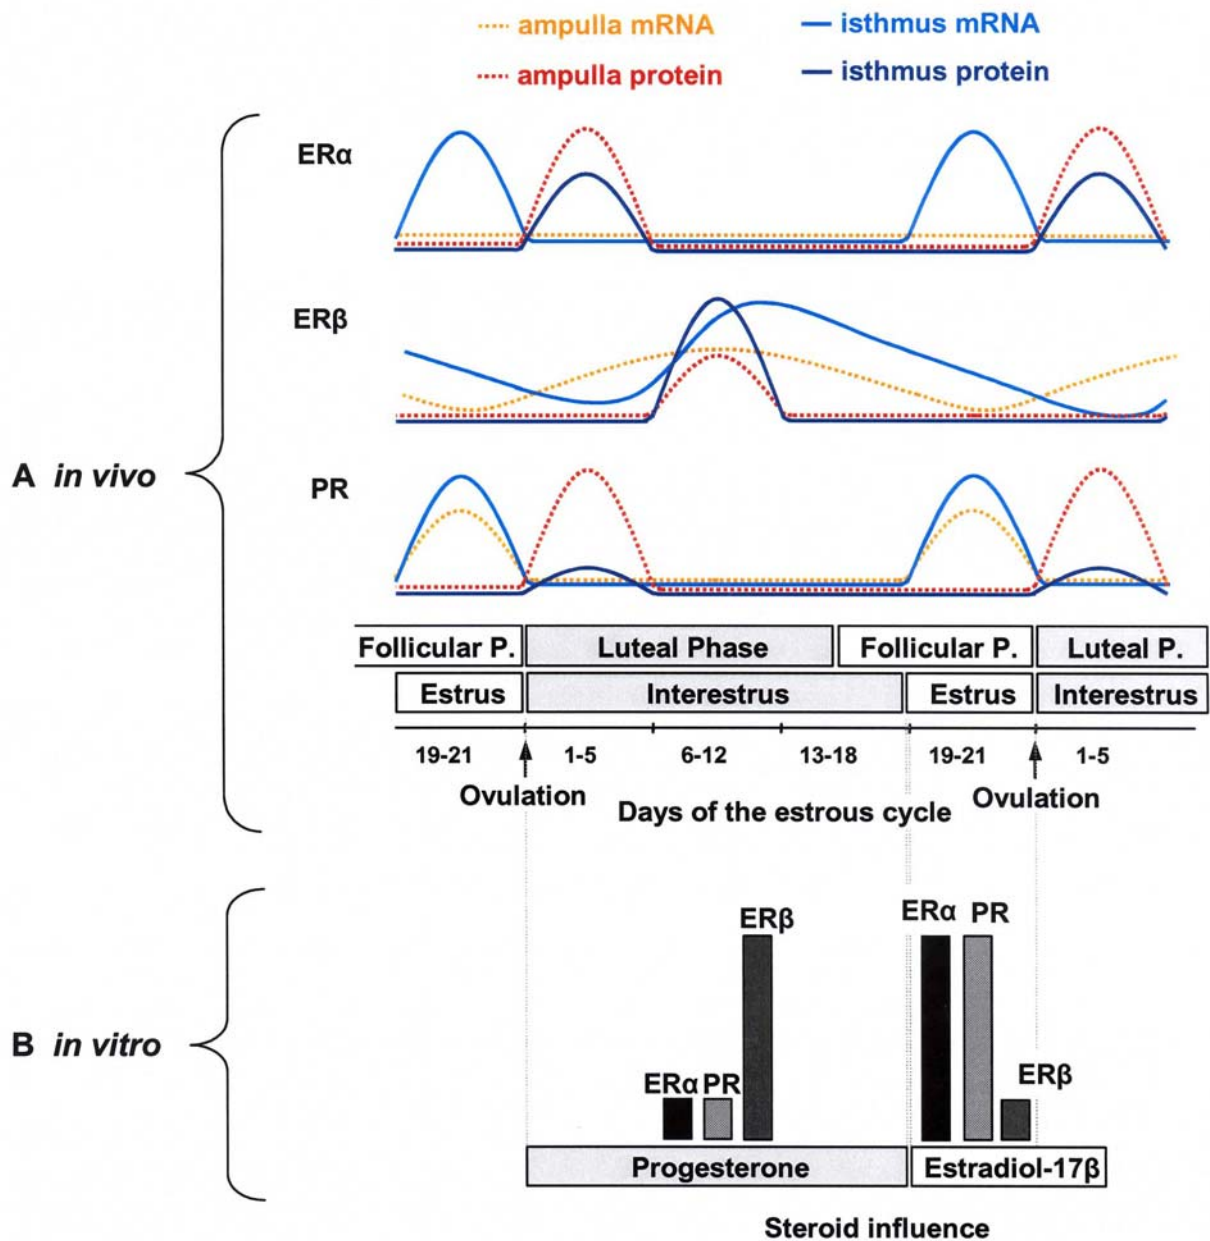 ampulla mRNA
isthmus mRNA
ampulla protein
isthmus protein
ERα
ERβ
A in vivo
PR
Follicular P.
Luteal Phase
Follicular P.
Luteal P.
Estrus
Interestrus
Estrus
Interestrus
19-21
1-5
6-12
13-18
19-21
1-5
Ovulation
Days of the estrous cycle
Ovulation
ERβ
ERα
PR
B in vitro
ERα
PR
ERβ
Progesterone
Estradiol-17β
Steroid influence